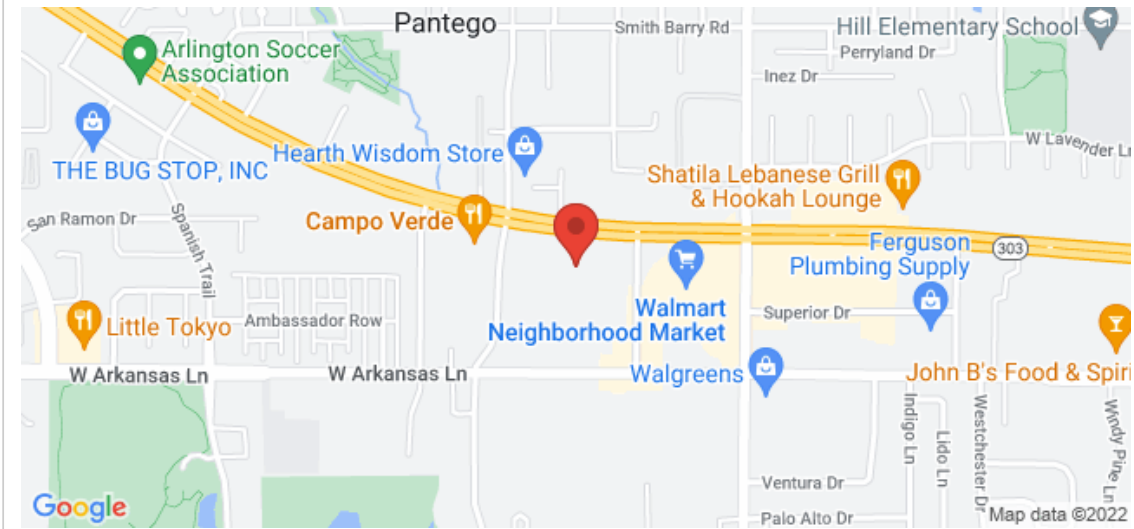 Pantego
Smith Barry Rd
Hill Elementary School
Perryland Dr
Arlington Soccer
Association
Inez Dr
W Lavender Ln
THE BUG STOP, INC
Hearth Wisdom Store
Shatila Lebanese Grill
& Hookah Lounge
San Ramon Dr
Spanish Trail
Campo Verde
Ferguson
Plumbing Supply
303
Walmart
Neighborhood Market
Superior Dr
Little Tokyo
Ambassador Row
W Arkansas Ln
W Arkansas Ln
Walgreens
John B's Food & Spiri
Indigo Ln
Lido Ln
Westchester Dr
Windy Pine Ln
Ventura Dr
Palo Alto Dr
Google
Map data ©2022